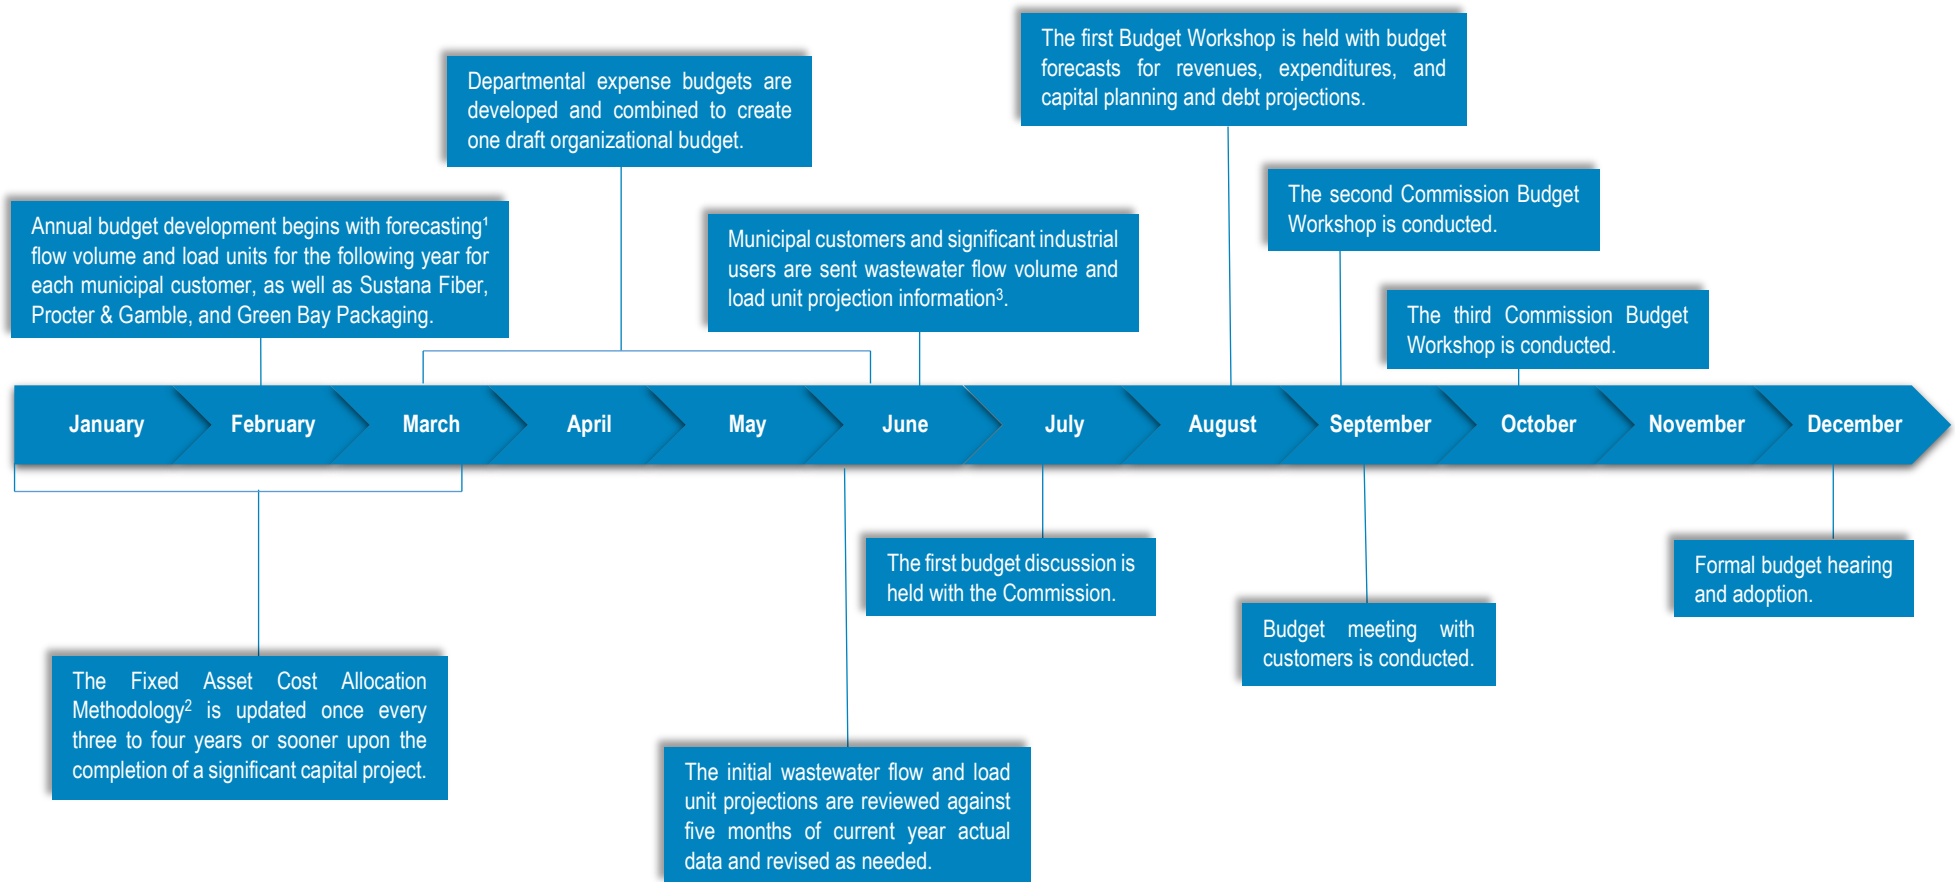 The first Budget Workshop is held with budget
forecasts for revenues, expenditures, and
capital planning and debt projections.
Departmental expense budgets are
developed and combined to create
one draft organizational budget.
The second Commission Budget
Workshop is conducted.
Annual budget development begins with forecasting¹
flow volume and load units for the following year for
each municipal customer, as well as Sustana Fiber,
Procter & Gamble, and Green Bay Packaging.
Municipal customers and significant industrial
users are sent wastewater flow volume and
load unit projection information³.
The third Commission Budget
Workshop is conducted.
January February March April May June July August September October November December
The first budget discussion is
held with the Commission.
Formal budget hearing
and adoption.
Budget meeting with
customers is conducted.
The Fixed Asset Cost Allocation
Methodology² is updated once every
three to four years or sooner upon the
completion of a significant capital project.
The initial wastewater flow and load
unit projections are reviewed against
five months of current year actual
data and revised as needed.